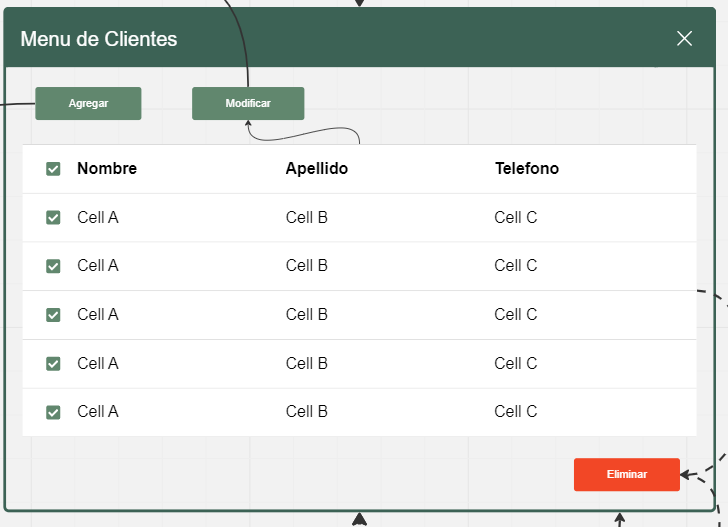 Menu de Clientes
Agregar Modificar
Nombre Apellido Telefono
Cell A Cell B Cell C
Cell A Cell B Cell C
Cell A Cell B Cell C
Cell A Cell B Cell C
Cell A Cell B Cell C
Eliminar